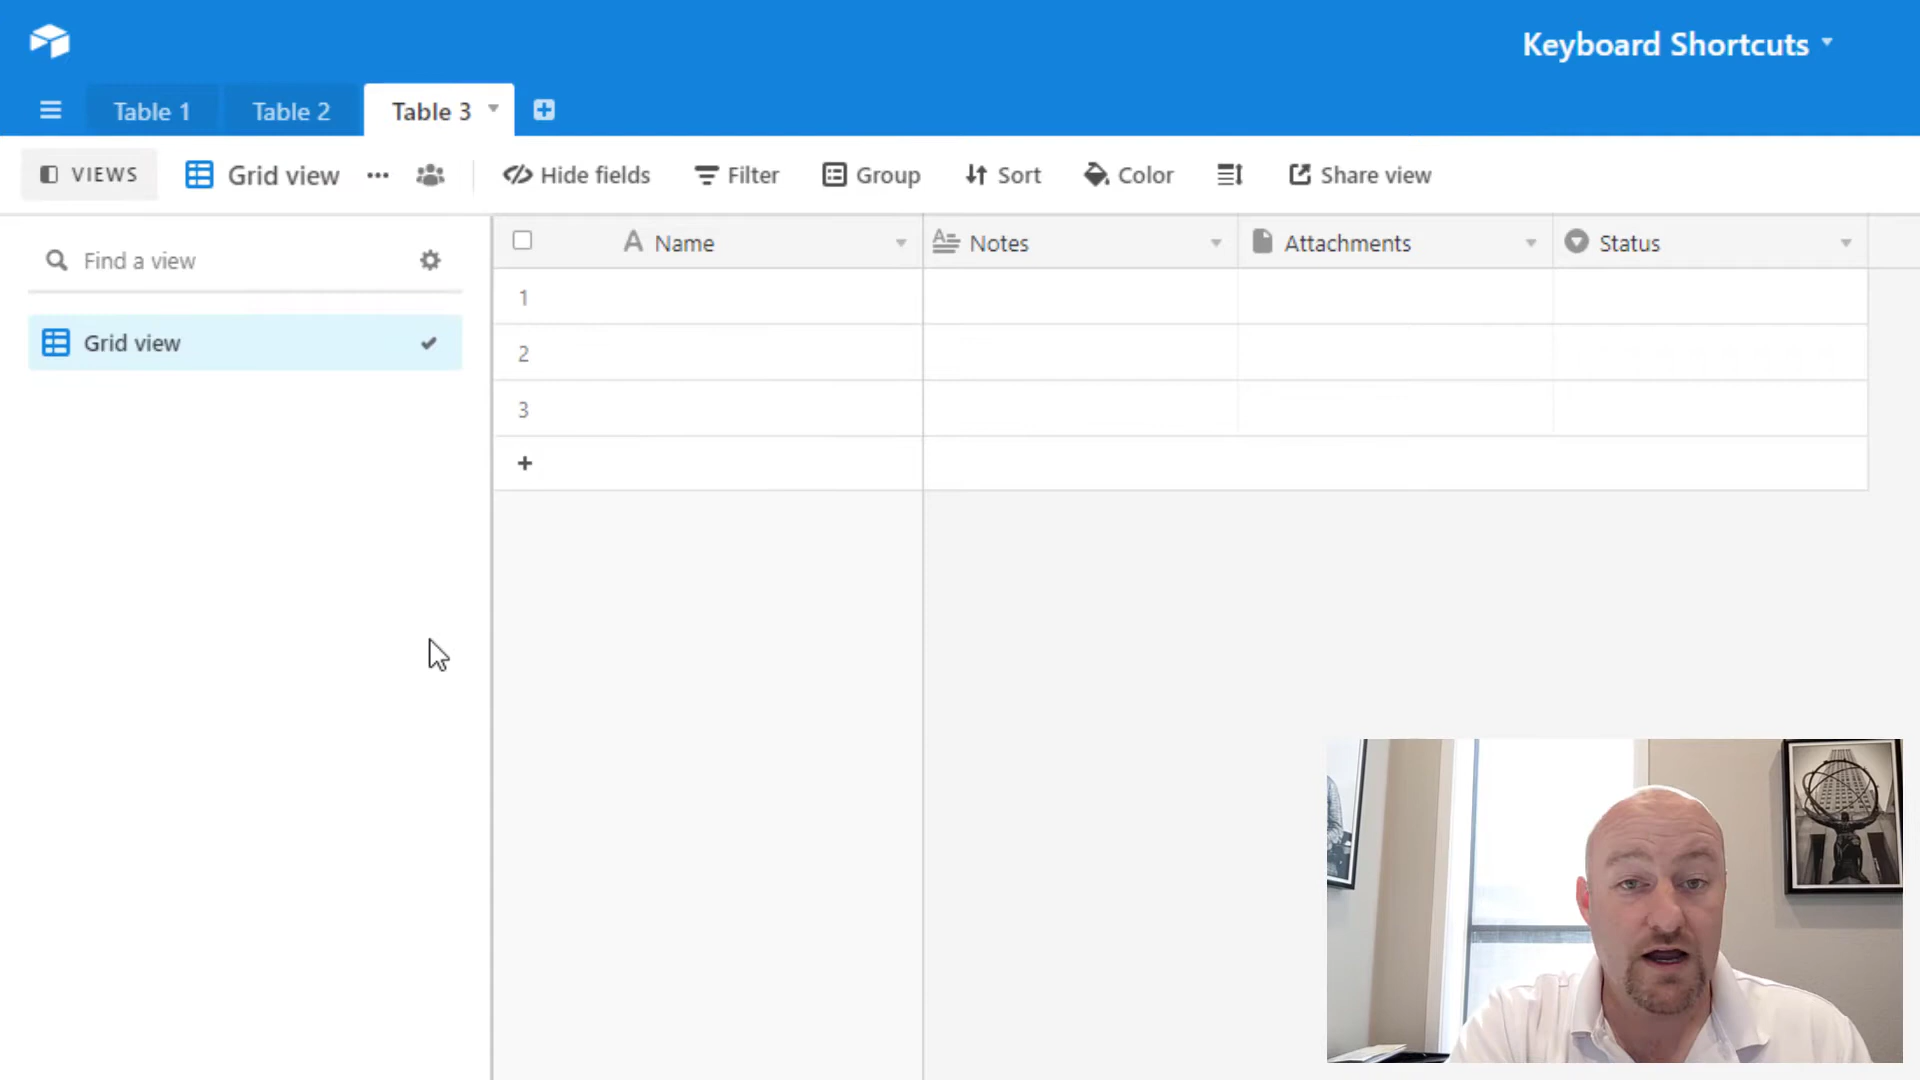 Keyboard Shortcuts
Table 1
Table 2
Table 3
VIEWS
Grid view
Hide fields
Filter
Group
Sort
Color
Share view
Find a view
Grid view
Name
Notes
Attachments
Status
1
2
3